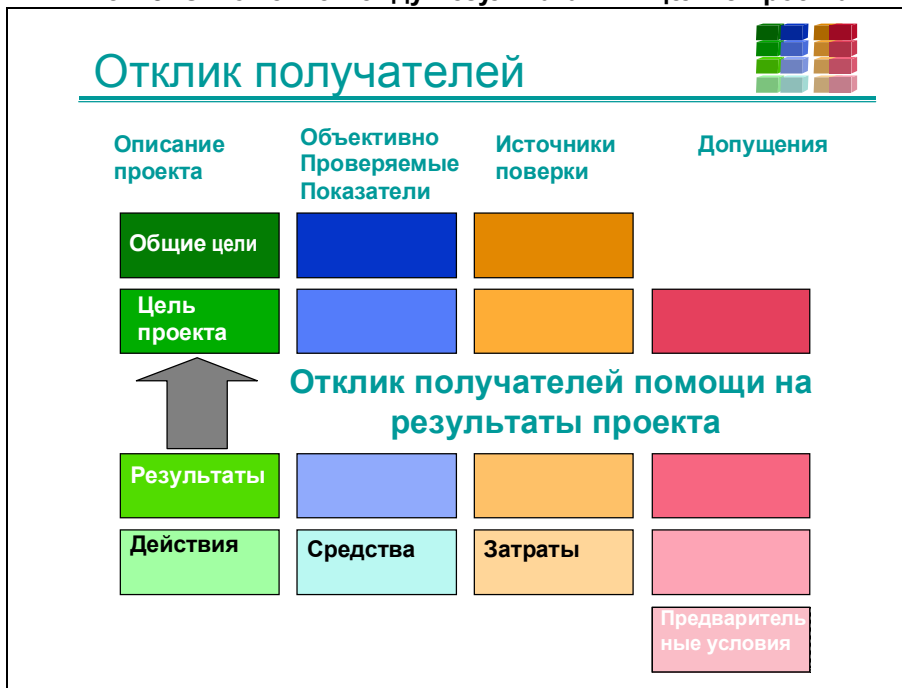 Отклик получателей
Описание
проекта
Объективно
Проверяемые
Показатели
Источники
поверки
Допущения
Общие цели
Цель
проекта
Отклик получателей помощи на
результаты проекта
Результаты
Действия
Средства
Затраты
Предваритель
ные условия